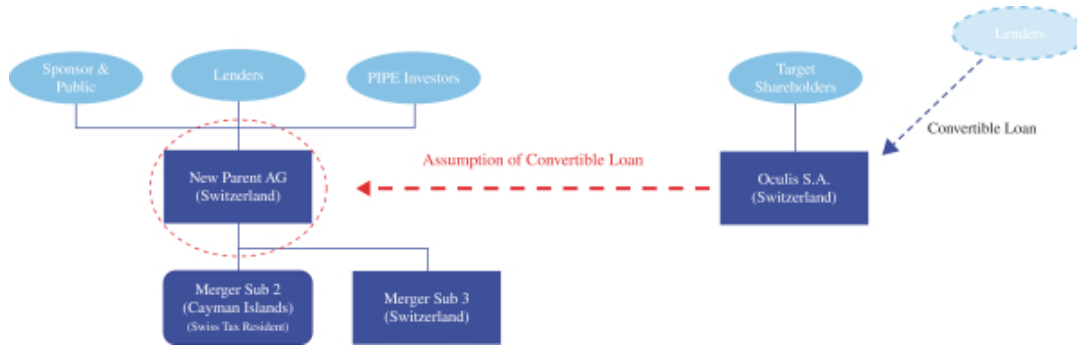 Sponsor &
Public
Lenders
PIPE Investors
Target
Shareholders
Lenders
Convertible Loan
Assumption of Convertible Loan
New Parent AG
(Switzerland)
Oculis S.A.
(Switzerland)
Merger Sub 2
(Cayman Islands)
(Swiss Tax Resident)
Merger Sub 3
(Switzerland)